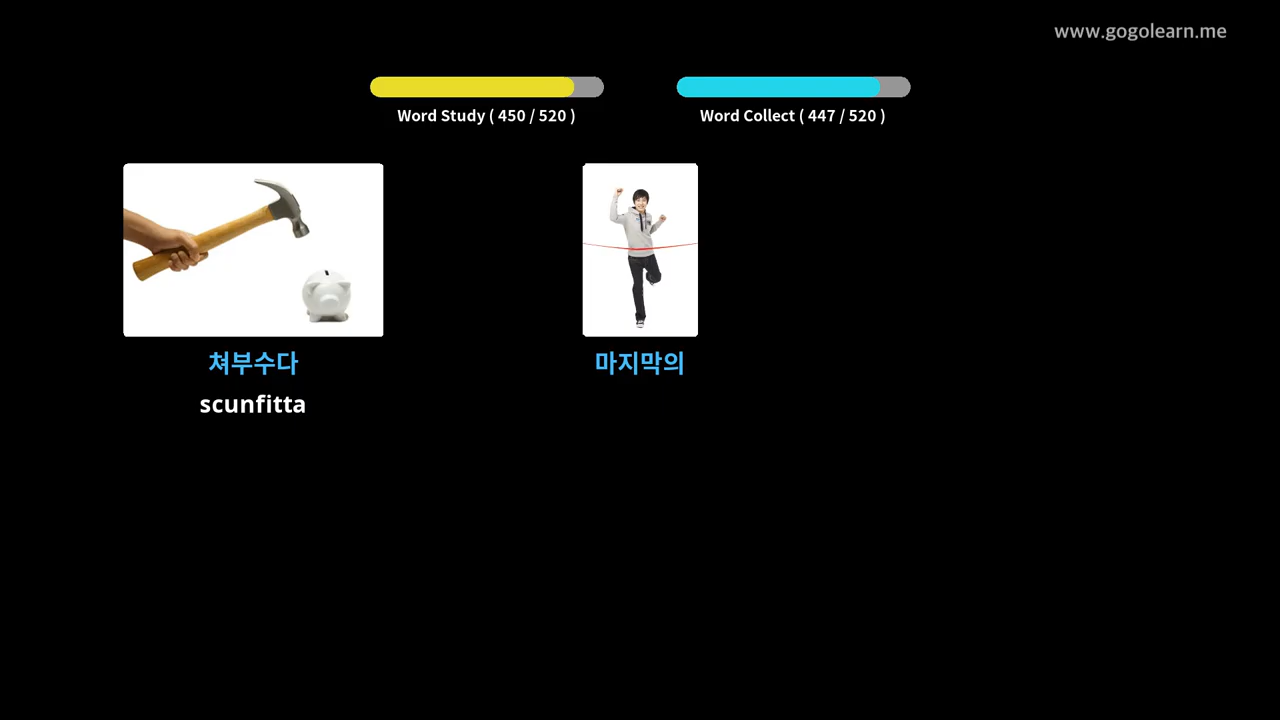 www.gogolearn.me
Word Study ( 450 / 520 )
Word Collect ( 447 / 520 )
쳐부수다
scunfitta
마지막의